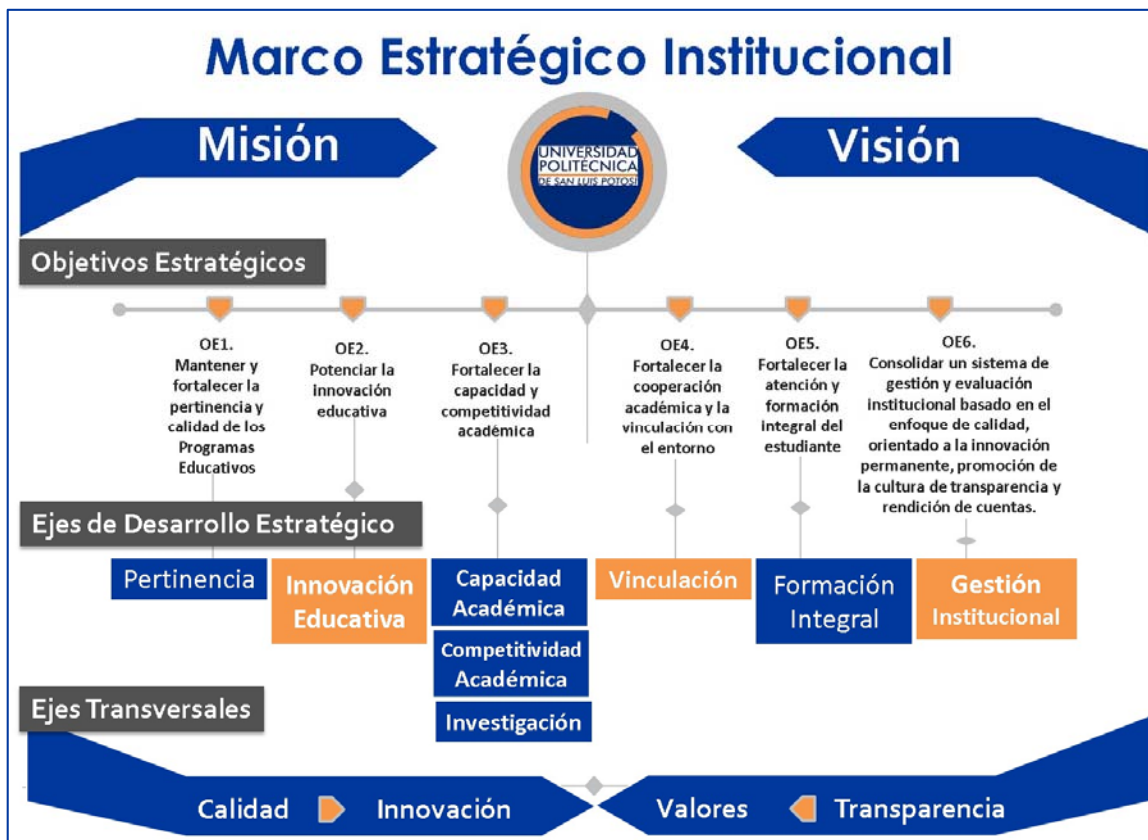 Marco Estratégico Institucional
Misión
Visión
UNIVERSIDAD
POLITÉCNICA
DE SAN LUIS POTOSÍ
Objetivos Estratégicos
OE1.
Mantener y
fortalecer la
pertinencia y
calidad de los
Programas
Educativos
OE2.
Potenciar la
innovación
educativa
OE3.
Fortalecer la
capacidad y
competitividad
académica
OE4.
Fortalecer la
cooperación
académica y la
vinculación con
el entorno
OE5.
Fortalecer la
atención y
formación
integral del
estudiante
OE6.
Consolidar un sistema de
gestión y evaluación
institucional basado en el
enfoque de calidad,
orientado a la innovación
permanente, promoción de
la cultura de transparencia y
rendición de cuentas.
Ejes de Desarrollo Estratégico
Pertinencia
Innovación
Educativa
Capacidad
Académica
Competitividad
Académica
Investigación
Vinculación
Formación
Integral
Gestión
Institucional
Ejes Transversales
Calidad
Innovación
Valores
Transparencia